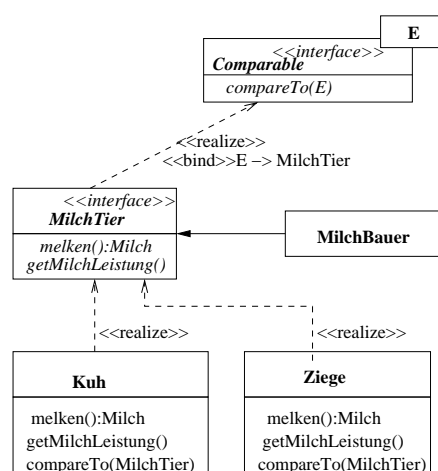 E
<<interface>>
Comparable
compareTo(E)
<<realize>>
<<bind>>E –> MilchTier
<<interface>>
MilchTier
melken():Milch
getMilchLeistung()
MilchBauer
<<realize>>
<<realize>>
Kuh
melken():Milch
getMilchLeistung()
compareTo(MilchTier)
Ziege
melken():Milch
getMilchLeistung()
compareTo(MilchTier)